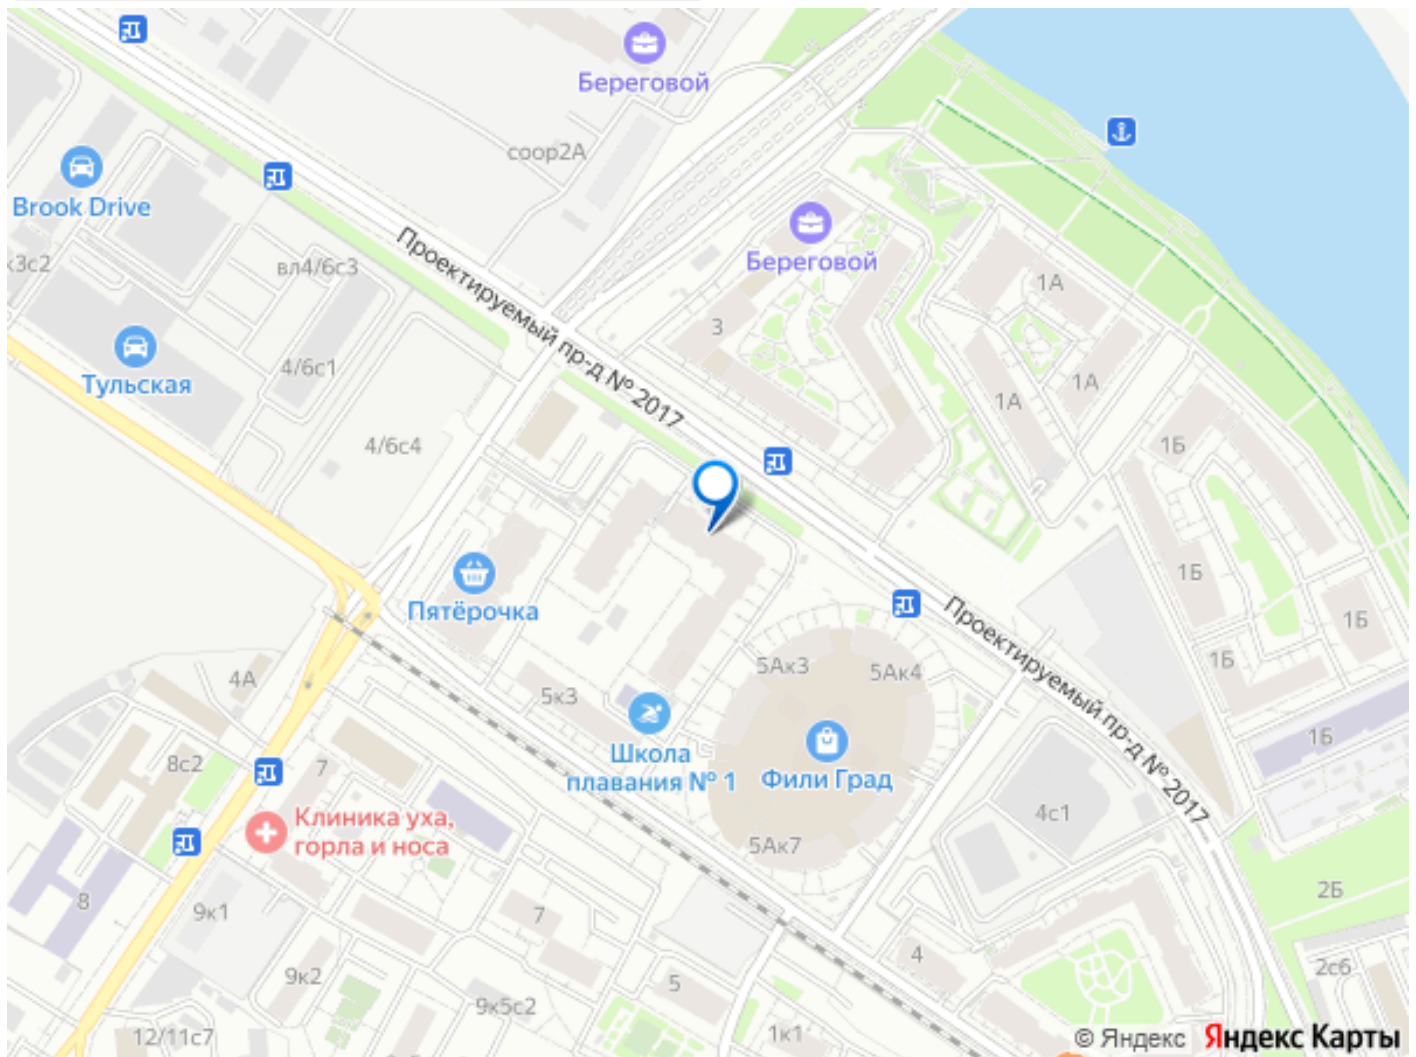 Береговой
соор2А
Brook Drive
к3с2
вл4/6с3
Проектируемый пр-д № 2017
Береговой
1А
3
Тульская
4/6с1
1А
1А
4/6с4
1Б
Пятёрочка
1Б
Проектируемый пр-д № 2017
1Б
5Ак3
5Ак4
1Б
4А
5к3
Школа
плавания № 1
Фили Град
1Б
8с2
7
Клиника уха,
горла и носа
4с1
5Ак7
8
9к1
7
2Б
4
9к2
5
2с6
9к5с2
12/11с7
1к1
© Яндекс Яндекс Карты